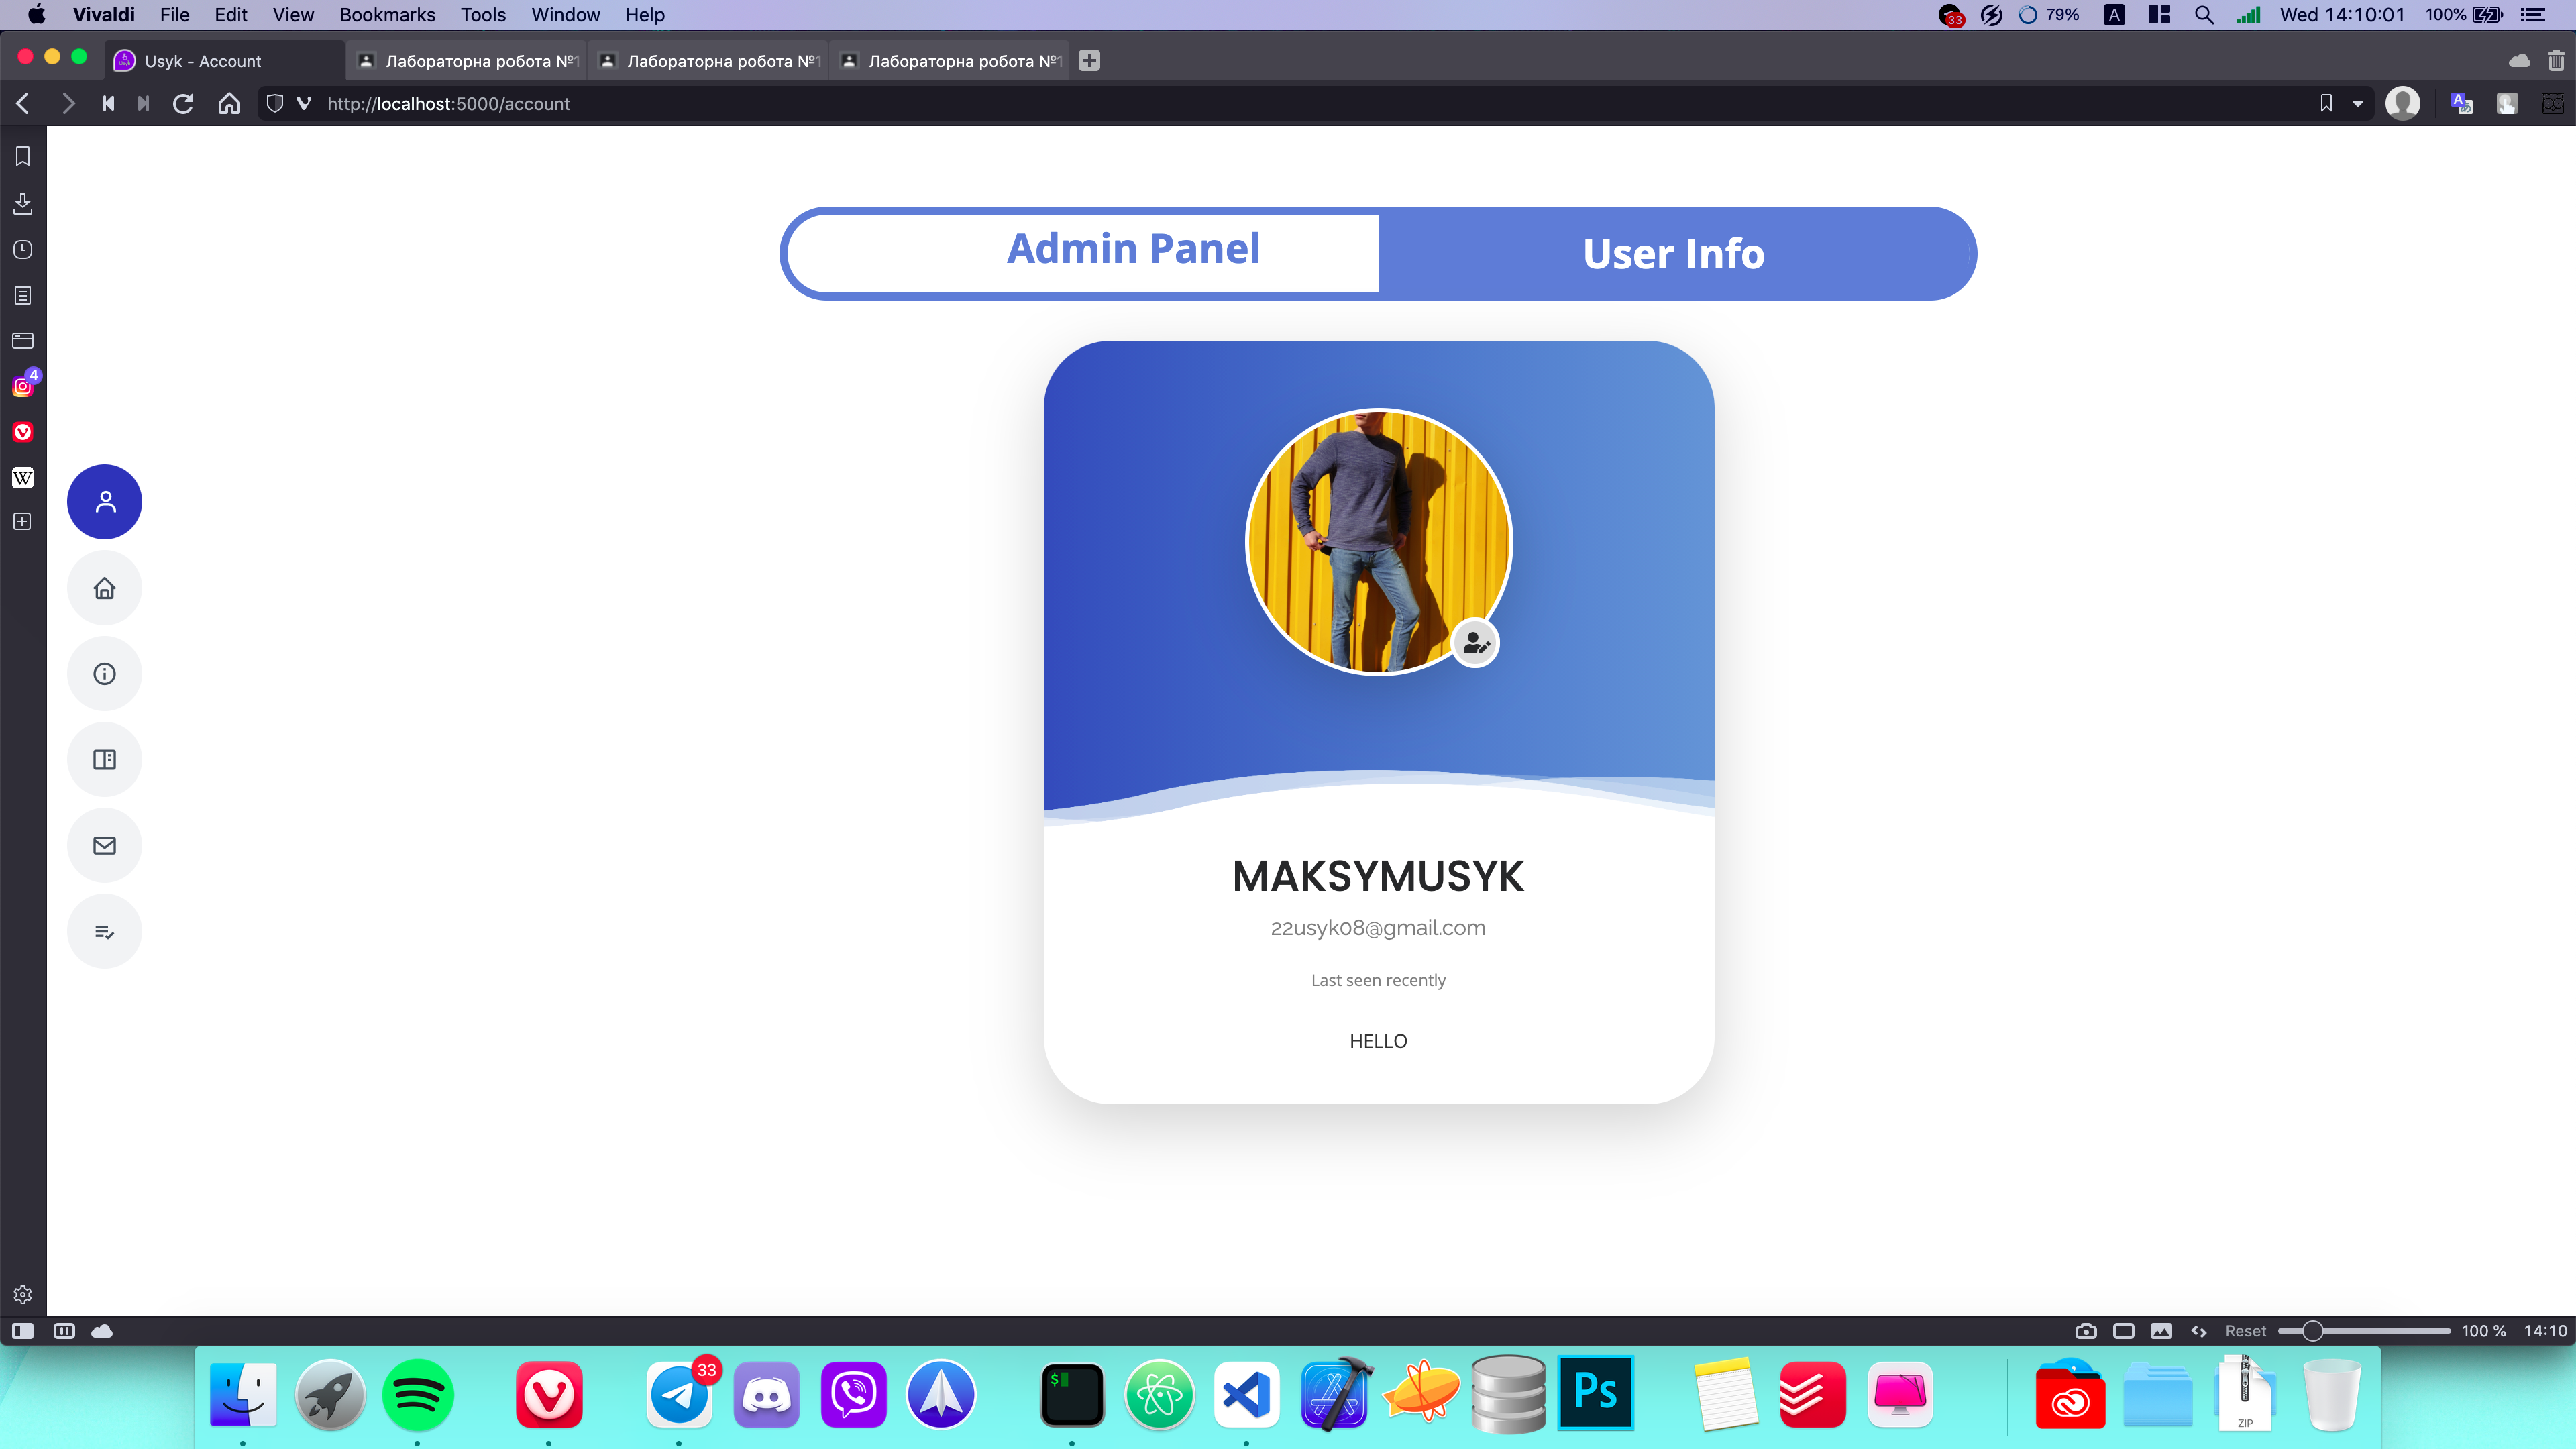 Vivaldi File Edit View Bookmarks Tools Window Help 33 79% A Wed 14:10:01 100%
Usyk - Account Лабораторна робота №1 Лабораторна робота №1 Лабораторна робота №1
http://localhost:5000/account
Admin Panel User Info
4
W
MAKSYMUSYK
22usyk08@gmail.com
Last seen recently
HELLO
Reset 100 % 14:10
33 $ Ps ZIP